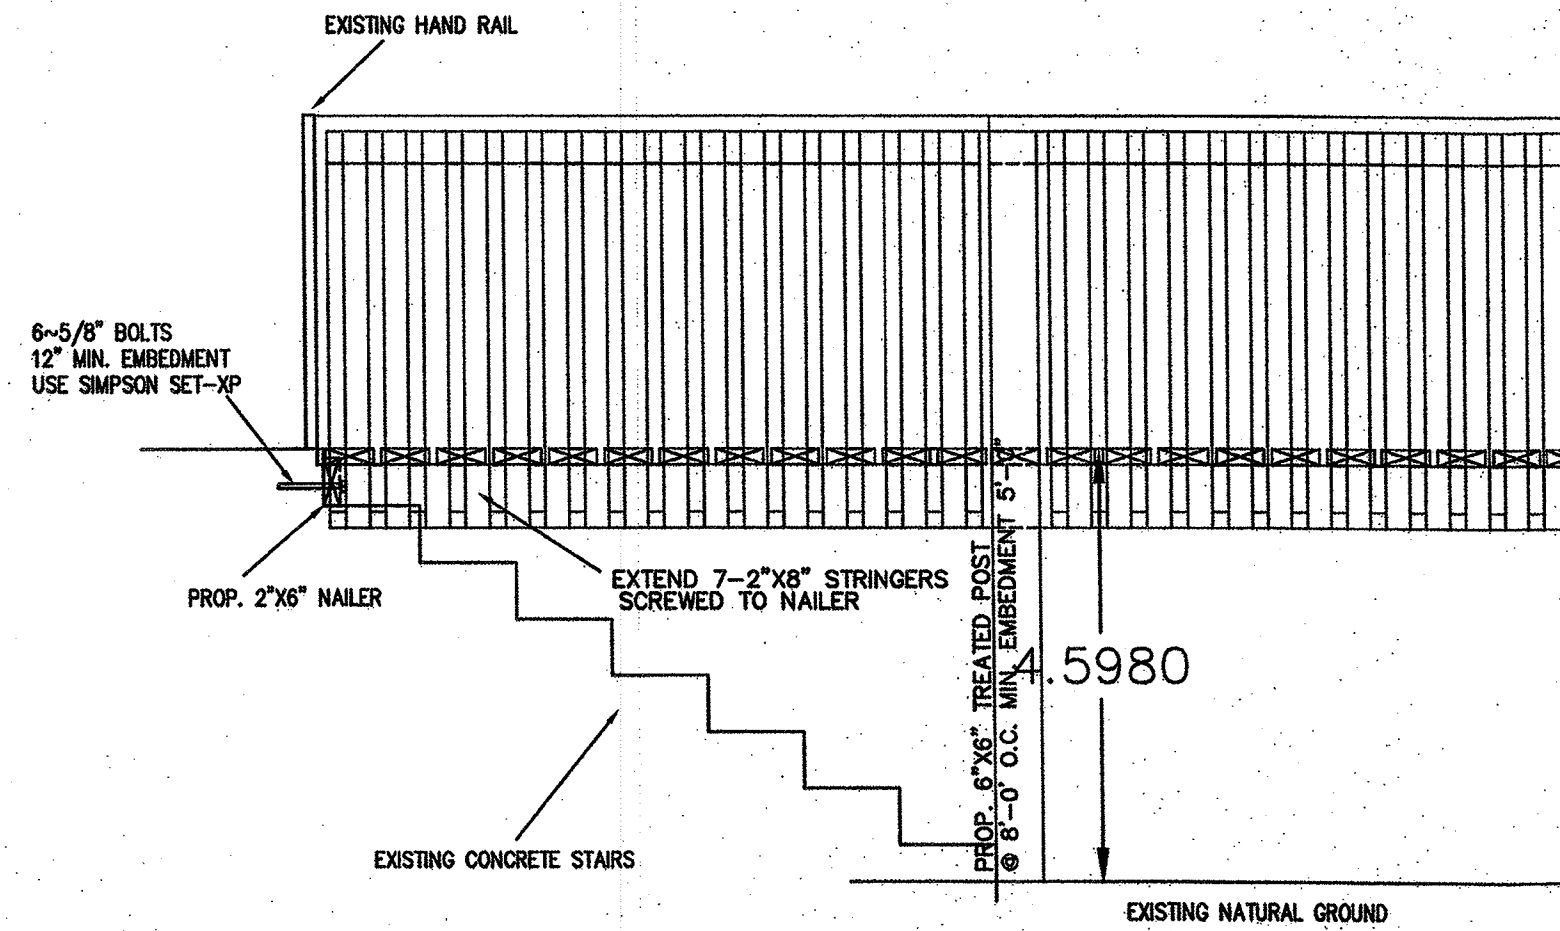 EXISTING HAND RAIL
6~5/8" BOLTS
12" MIN. EMBEDMENT
USE SIMPSON SET-XP
PROP. 2"X6" NAILER
EXTEND 7-2"X8" STRINGERS
SCREWED TO NAILER
PROP. 6"X6" TREATED POST
@ 8'-0' O.C. MIN. EMBEDMENT
4.5980
EXISTING CONCRETE STAIRS
EXISTING NATURAL GROUND